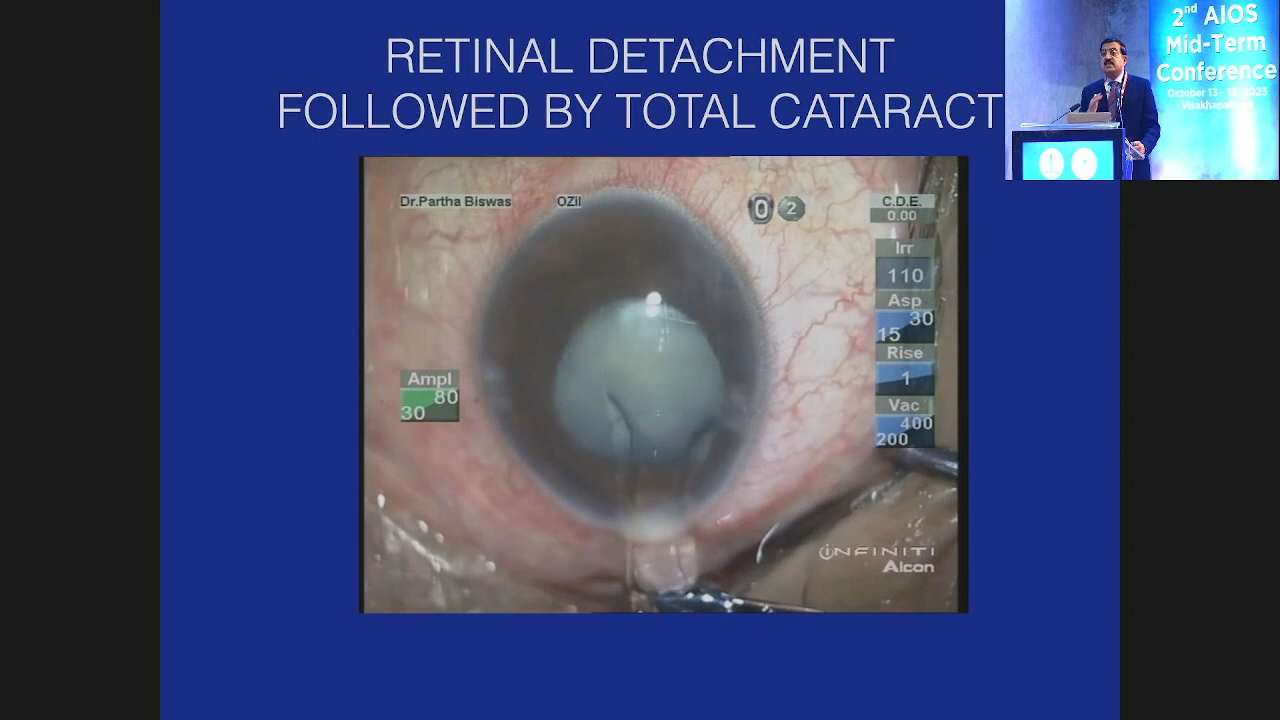 RETINAL DETACHMENT
FOLLOWED BY TOTAL CATARACT
2nd AIOS
Mid-Term
Conference
October 13 - 15, 2023
Visakhapatnam
Dr.Partha Biswas
OZil
0
2
C.D.E.
0.00
Irr
110
Asp
30
15
Rise
1
Vac
400
200
Ampl
80
30
INFINITI
Alcon